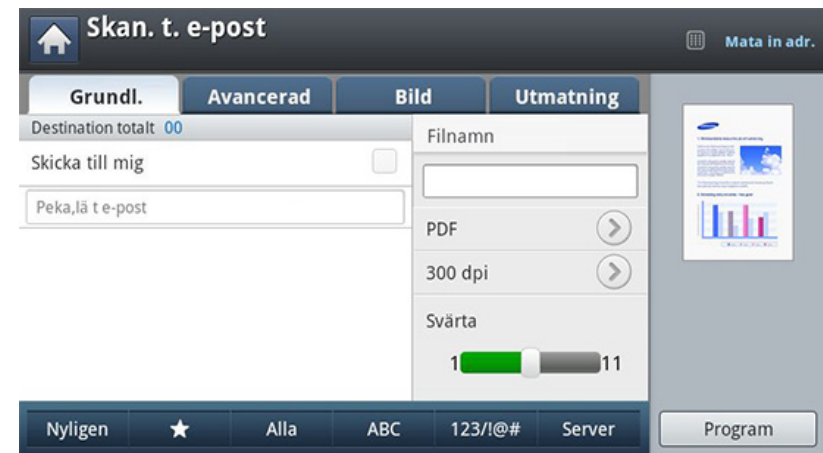 Skan. t. e-post
Mata in adr.
Grundl. Avancerad Bild Utmatning
Destination totalt 00
Skicka till mig
Peka,lä t e-post
Filnamn
PDF
300 dpi
Svärta
1 11
Nyligen ★ Alla ABC 123/!@# Server
Program